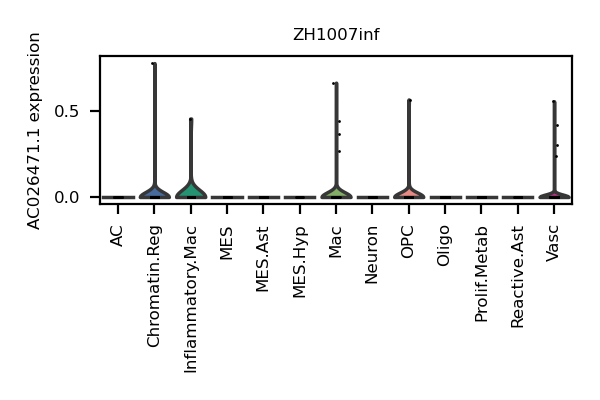 ZH1007inf
AC026471.1 expression
0.5
0.0
AC
Chromatin.Reg
Inflammatory.Mac
MES
MES.Ast
MES.Hyp
Mac
Neuron
OPC
Oligo
Prolif.Metab
Reactive.Ast
Vasc